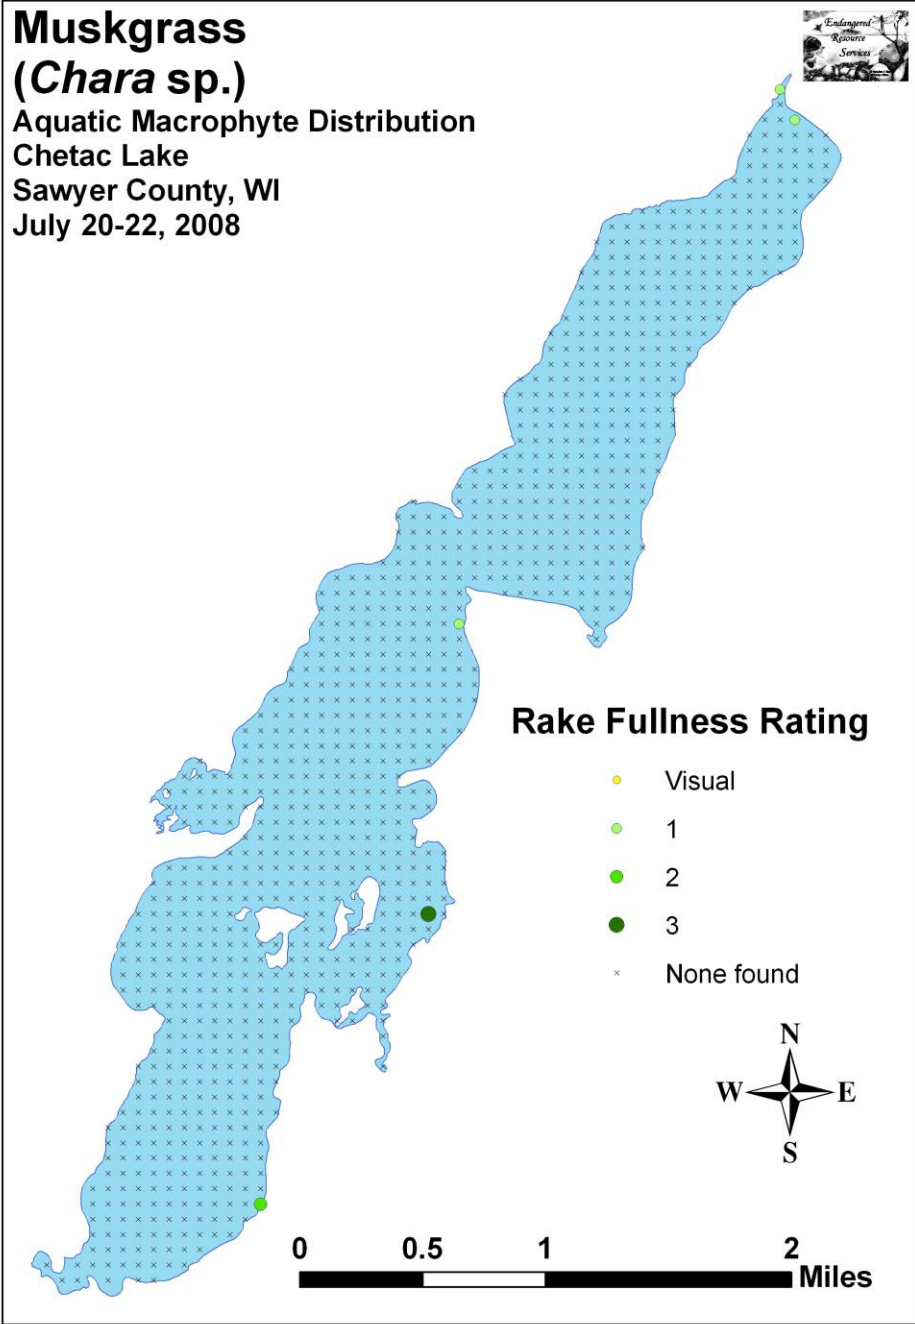 Muskgrass
(Chara sp.)
Aquatic Macrophyte Distribution
Chetac Lake
Sawyer County, WI
July 20-22, 2008
Endangered
Resource
Services
Rake Fullness Rating
Visual
1
2
3
None found
N
W E
S
0 0.5 1 2
Miles